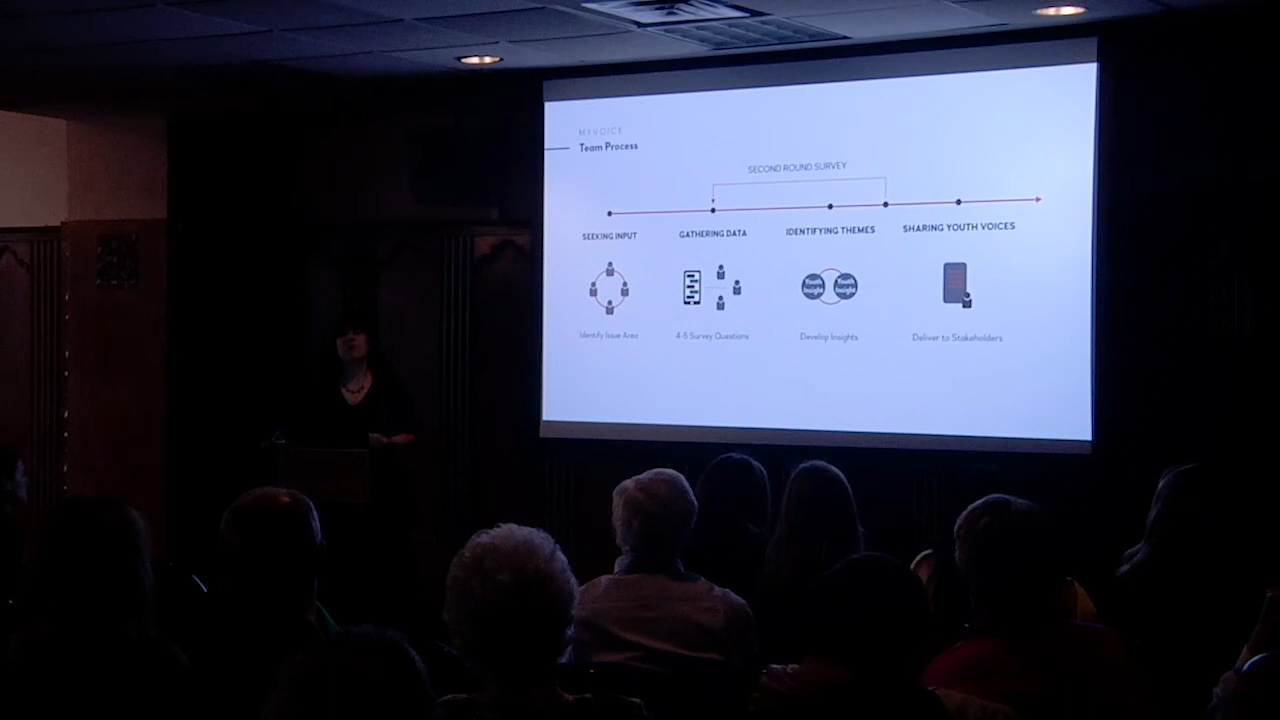 MYVOICE
Team Process
SECOND ROUND SURVEY
SEEKING INPUT
GATHERING DATA
IDENTIFYING THEMES
SHARING YOUTH VOICES
Identify Issue Area
4-5 Survey Questions
Develop Insights
Deliver to Stakeholders